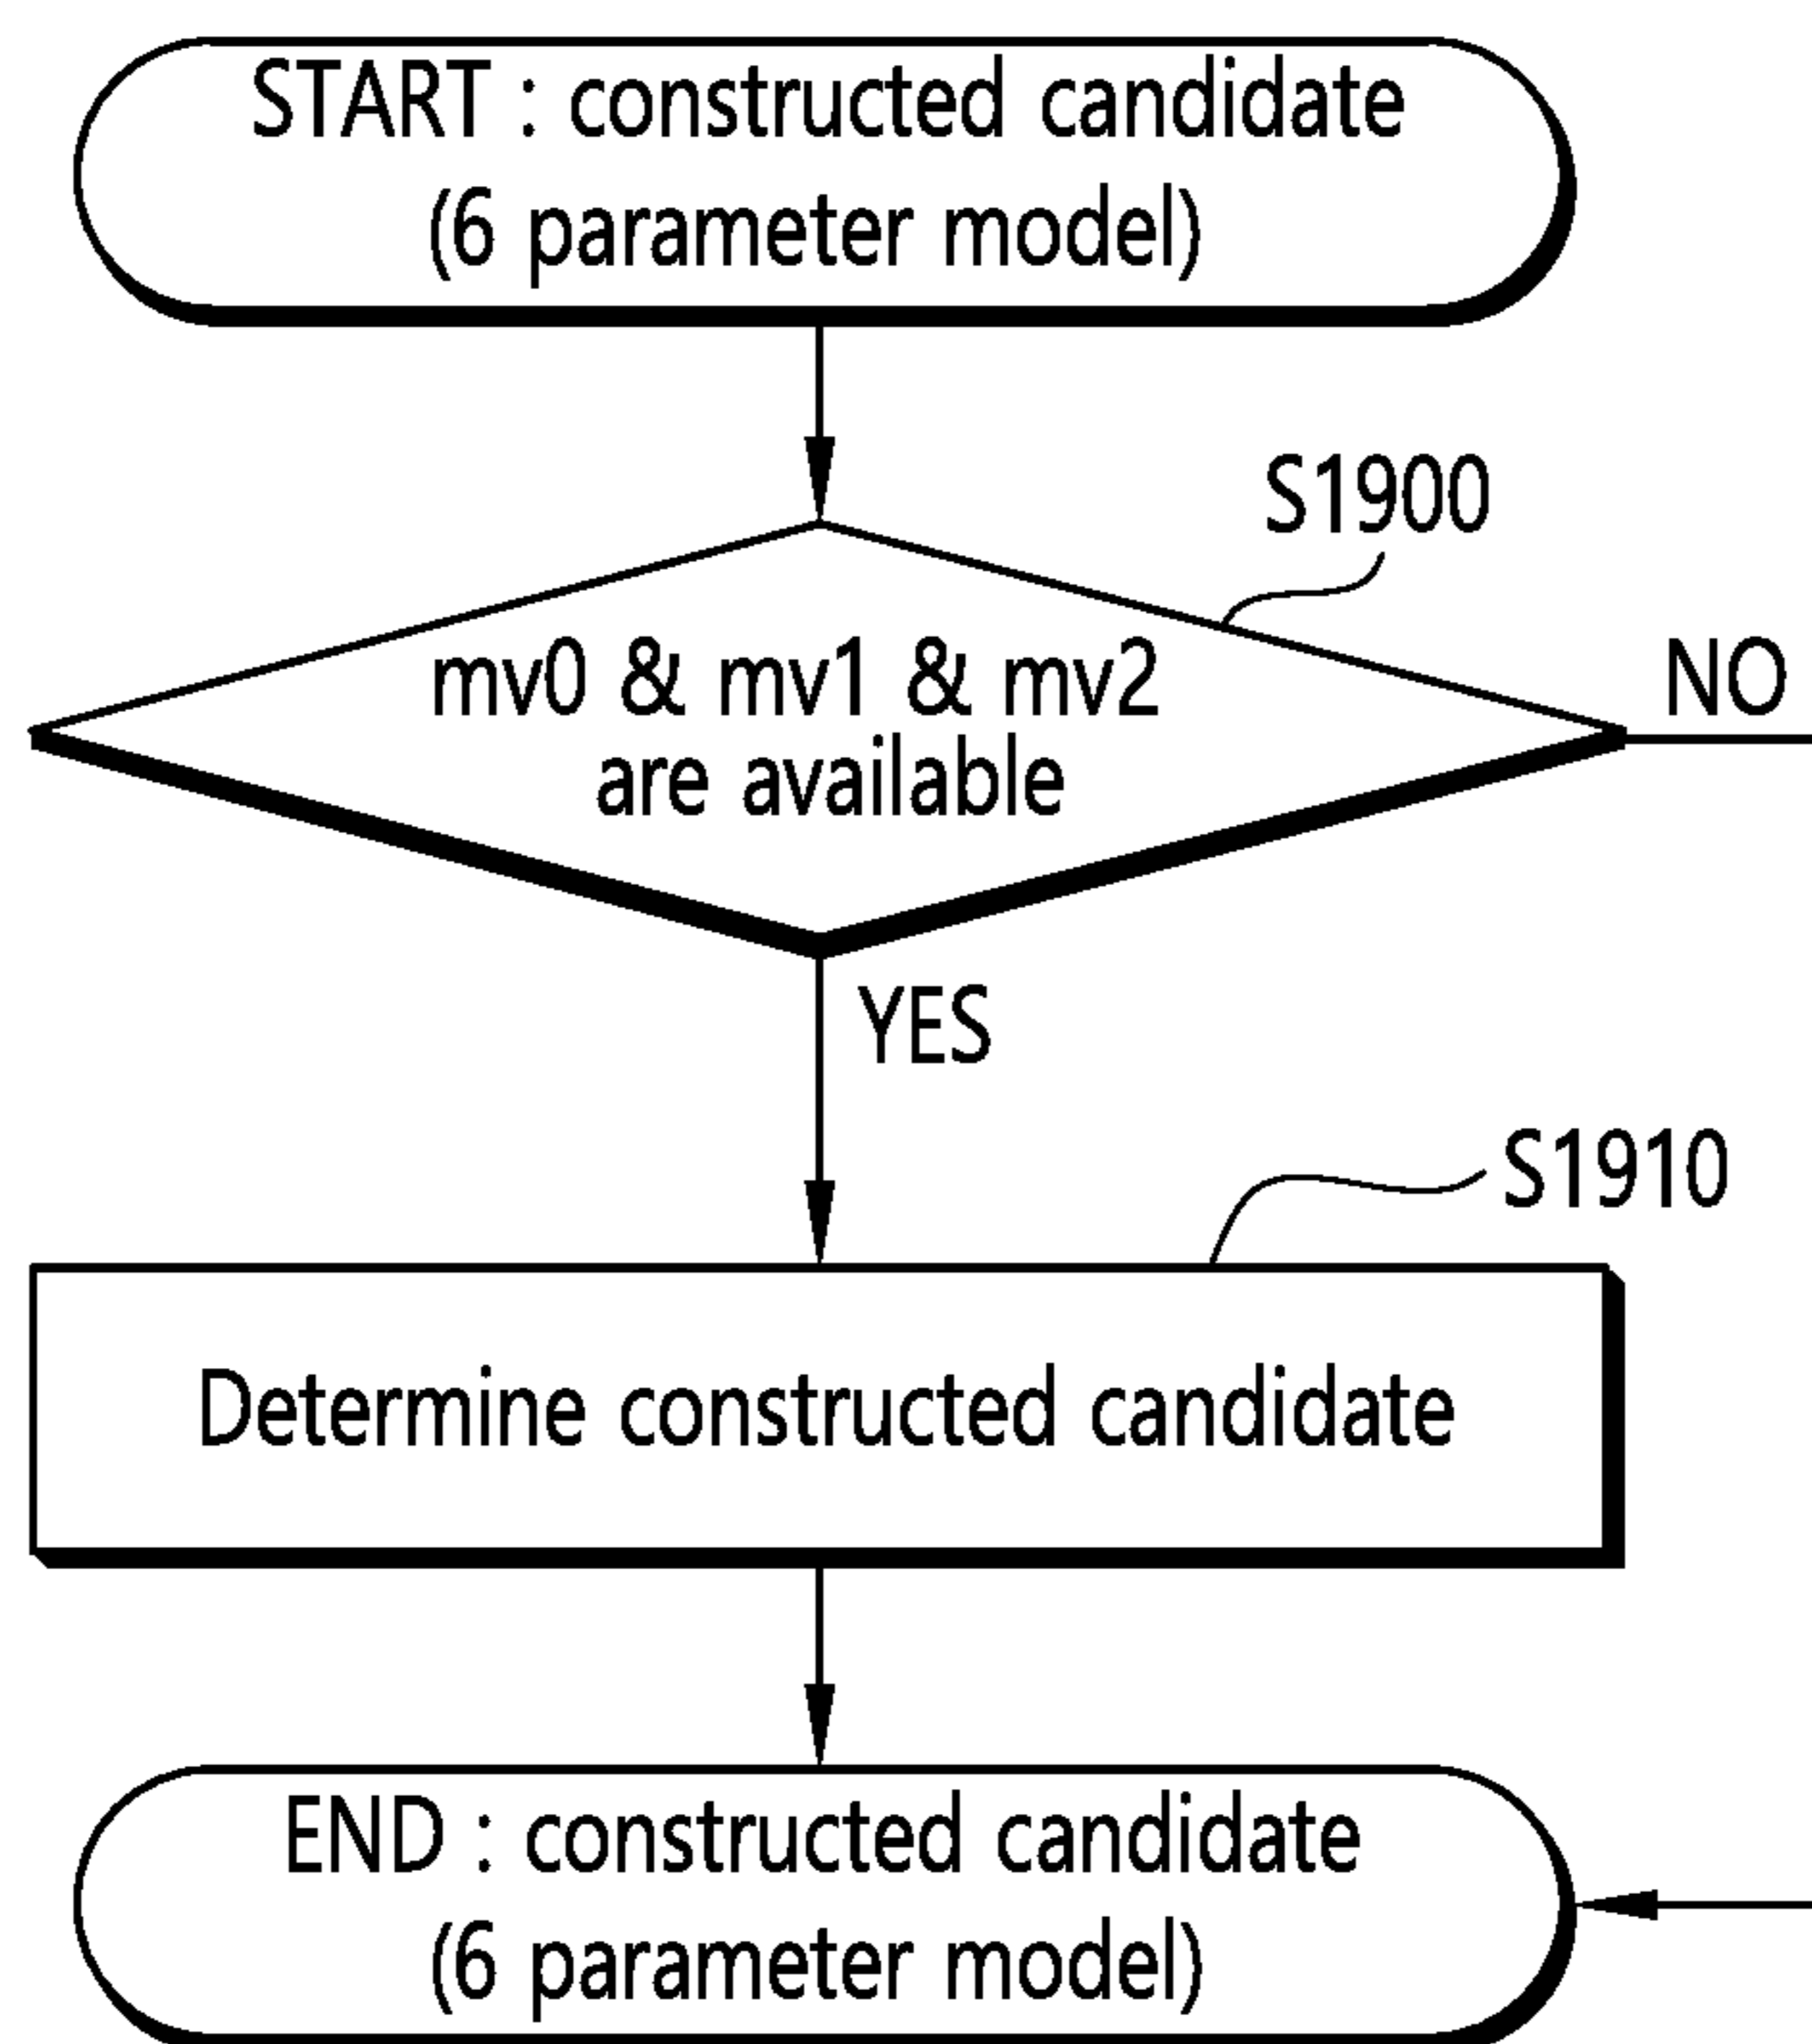 START : constructed candidate
(6 parameter model)
S1900
mv0 & mv1 & mv2
are available
NO
YES
S1910
Determine constructed candidate
END : constructed candidate
(6 parameter model)